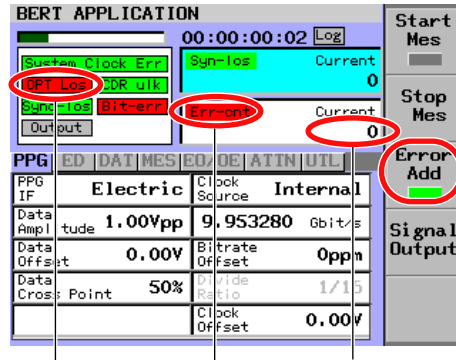 BERT APPLICATION
00:00:00:02 Log
System Clock Err
OPT Los CDR ulk
Sync-los Bit-err
Output
Syn-los Current
0
Err-cnt Current
0
PPG ED DAT MES EO/OE ATTN UTL
PPG IF Electric
Clock Source Internal
Data Ampl tude 1.00Vpp
9.953280 Gbit/s
Data Offset 0.00V
Bitrate Offset 0ppm
Data Cross Point 50%
Divide Ratio 1/16
Clock Offset 0.00V
Start Mes
Stop Mes
Error Add
Signal Output